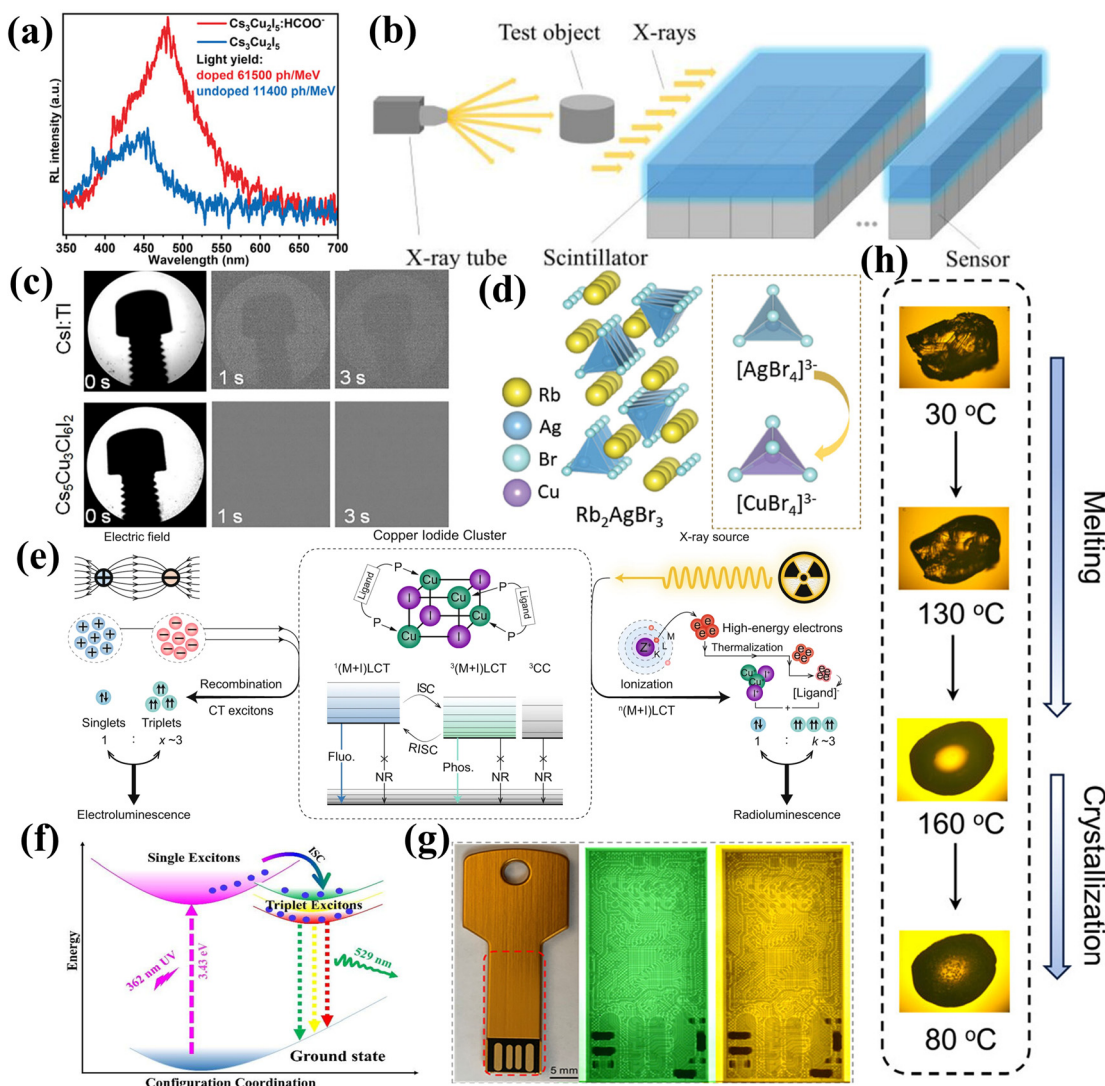 (a)
Cs₃Cu₂I₅:HCOO⁻
Cs₃Cu₂I₅
Light yield:
doped 61500 ph/MeV
undoped 11400 ph/MeV
RL intensity (a.u.)
350 400 450 500 550 600 650 700
Wavelength (nm)
(b)
Test object
X-rays
X-ray tube
Scintillator
Sensor
...
(c)
CsI:Tl
0 s
1 s
3 s
Cs₅Cu₃Cl₆I₂
0 s
1 s
3 s
(d)
Rb
Ag
Br
Cu
Rb₂AgBr₃
[AgBr₄]³⁻
[CuBr₄]³⁻
(e)
Electric field
Copper Iodide Cluster
X-ray source
Recombination
CT excitons
Singlets
Triplets
1 : x ~3
Electroluminescence
P
Cu
I
Ligand
Cu
P
I
Cu
I
Ligand
Cu
I
P
P
¹(M+I)LCT
³(M+I)LCT
³CC
ISC
RISC
Fluo.
NR
Phos.
NR
NR
Z⁺
K
L
M
High-energy electrons
Thermalization
Ionization
Cu⁺
I
[Ligand]⁻
+
ⁿ(M+I)LCT
1 : k ~3
Radioluminescence
(f)
Single Excitons
ISC
Triplet Excitons
362 nm UV
3.43 eV
529 nm
Ground state
Energy
Configuration Coordination
(g)
5 mm
(h)
30 °C
130 °C
160 °C
80 °C
Melting
Crystallization